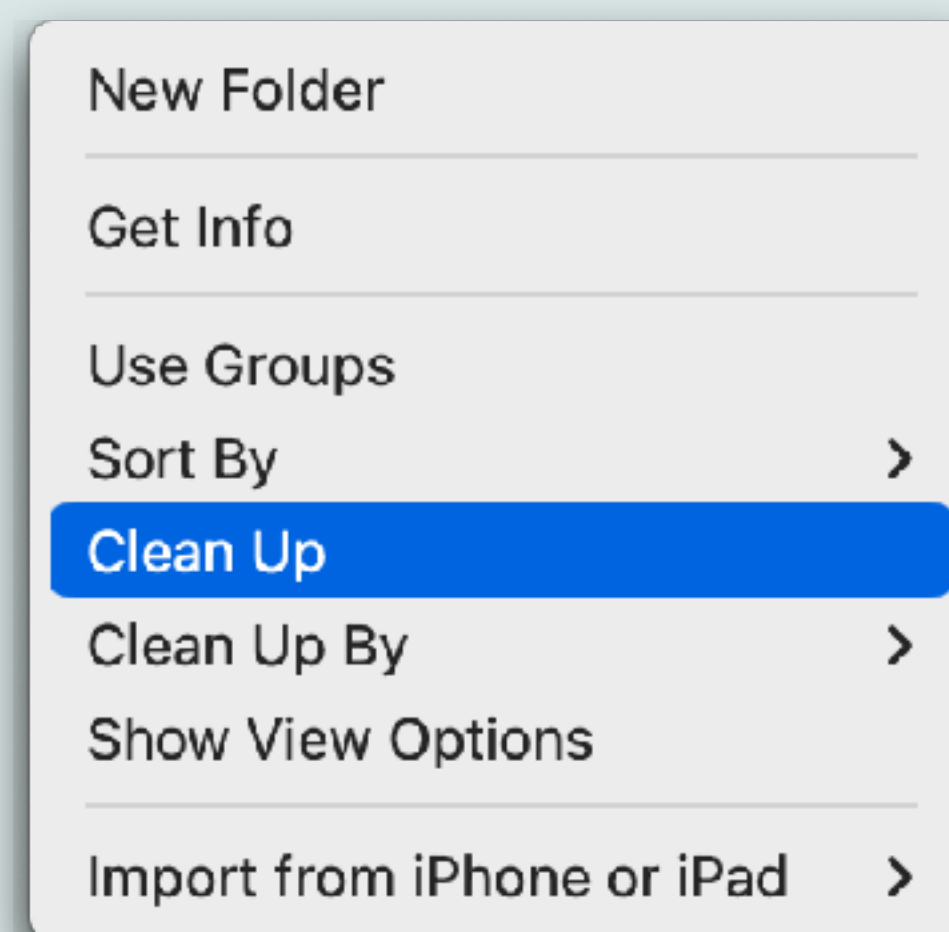 New Folder
Get Info
Use Groups
Sort By
Clean Up
Clean Up By
Show View Options
Import from iPhone or iPad